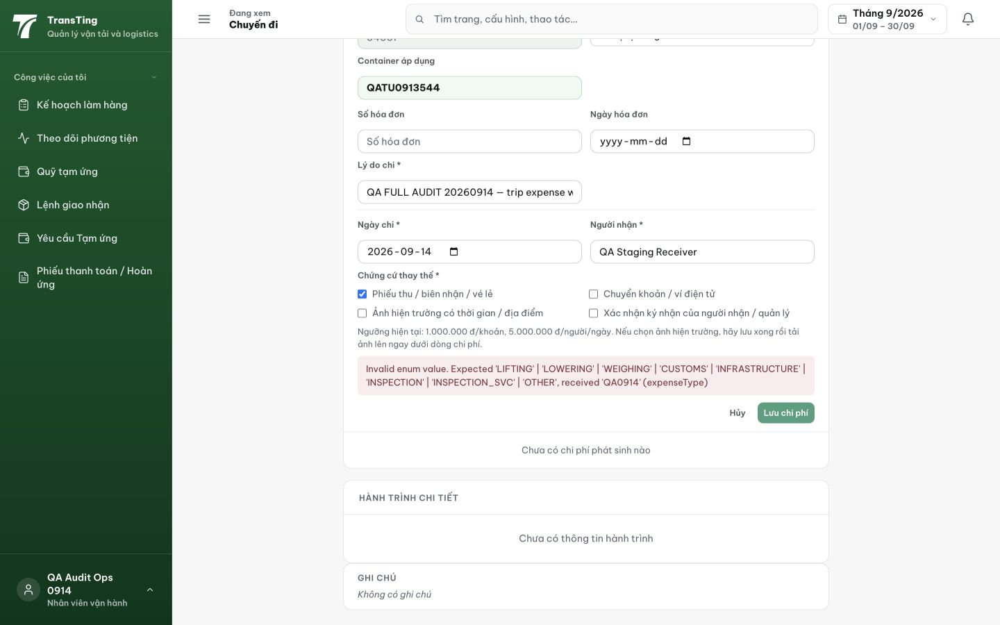 TransTing
Quản lý vận tải và logistics
Đang xem
Chuyến đi
Tìm trang, cấu hình, thao tác...
Tháng 9/2026
01/09 – 30/09
Công việc của tôi
Kế hoạch làm hàng
Theo dõi phương tiện
Quỹ tạm ứng
Lệnh giao nhận
Yêu cầu Tạm ứng
Phiếu thanh toán / Hoàn
ứng
QA Audit Ops
0914
Nhân viên vận hành
Container áp dụng
QATU0913544
Số hóa đơn
Ngày hóa đơn
Số hóa đơn
yyyy-mm-dd
Lý do chi *
QA FULL AUDIT 20260914 — trip expense w
Ngày chi *
Người nhận *
2026-09-14
QA Staging Receiver
Chứng cứ thay thế *
Phiếu thu / biên nhận / vé lẻ
Chuyển khoản / ví điện tử
Ảnh hiện trường có thời gian / địa điểm
Xác nhận ký nhận của người nhận / quản lý
Ngưỡng hiện tại: 1.000.000 đ/khoản, 5.000.000 đ/người/ngày. Nếu chọn ảnh hiện trường, hãy lưu xong rồi tải
ảnh lên ngay dưới dòng chi phí.
Invalid enum value. Expected 'LIFTING' | 'LOWERING' | 'WEIGHING' | 'CUSTOMS' | 'INFRASTRUCTURE' |
'INSPECTION' | 'INSPECTION_SVC' | 'OTHER', received 'QA0914' (expenseType)
Hủy
Lưu chi phí
Chưa có chi phí phát sinh nào
HÀNH TRÌNH CHI TIẾT
Chưa có thông tin hành trình
GHI CHÚ
Không có ghi chú